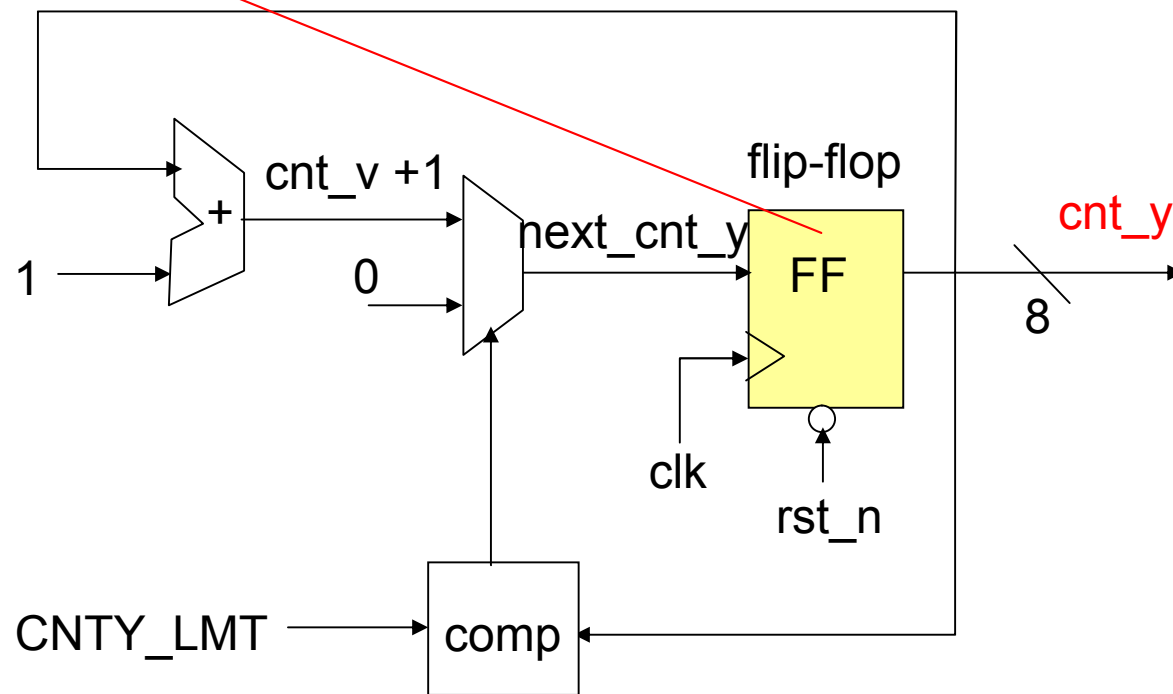 flip-flop
cnt_v +1
cnt_y
+
next_cnt_y
1
0
FF
8
clk
rst_n
CNTY_LMT
comp